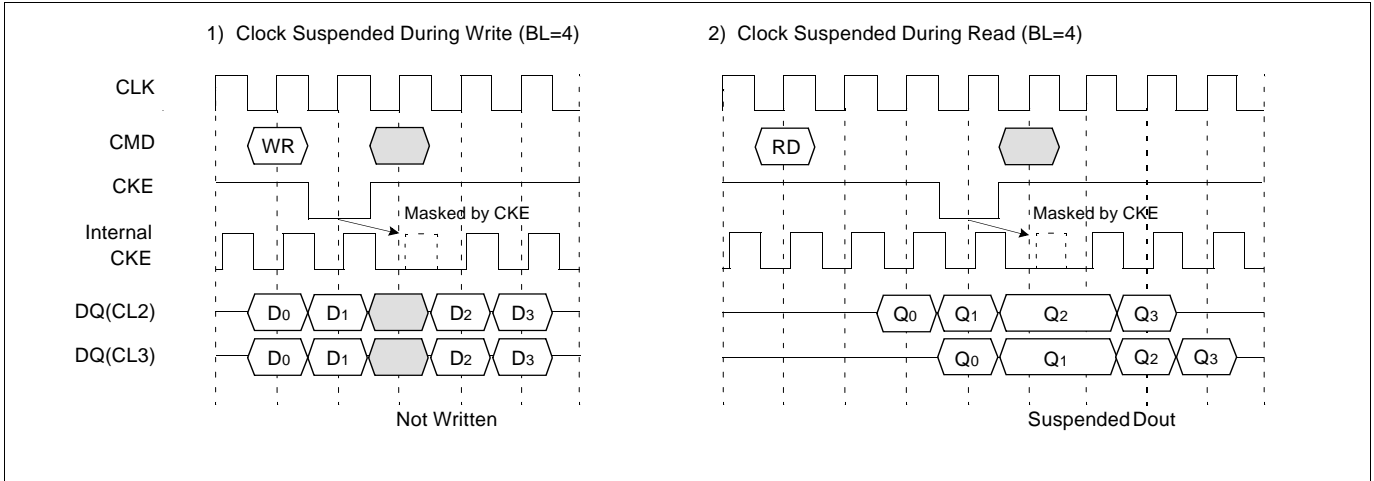 1) Clock Suspended During Write (BL=4) 2) Clock Suspended During Read (BL=4)
CLK
CMD WR RD
CKE
Masked by CKE Masked by CKE
Internal
CKE
DQ(CL2) D0 D1 D2 D3 Q0 Q1 Q2 Q3
DQ(CL3) D0 D1 D2 D3 Q0 Q1 Q2 Q3
Not Written Suspended Dout